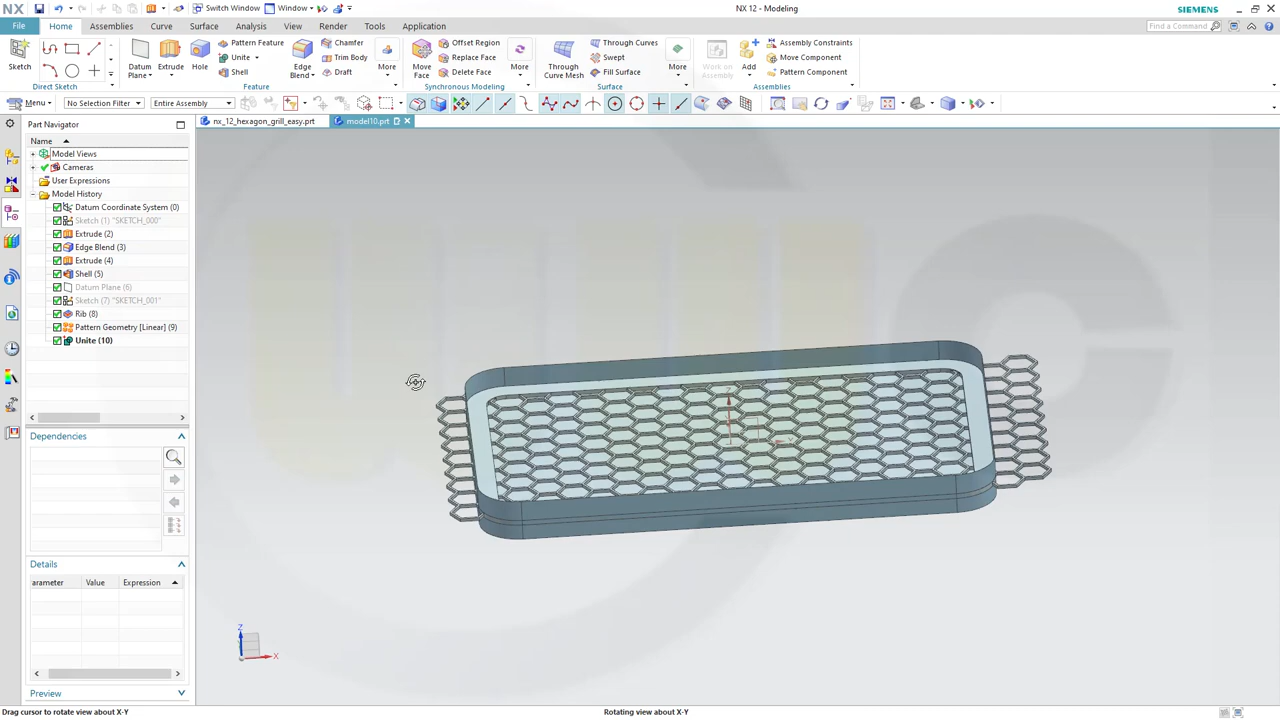 NX
Switch Window
Window
NX 12 - Modeling
SIEMENS
File
Home
Assemblies
Curve
Surface
Analysis
View
Render
Tools
Application
Find a Command
Sketch
Datum Plane
Extrude
Hole
Pattern Feature
Unite
Shell
Edge Blend
Chamfer
Trim Body
Draft
More
Move Face
Offset Region
Replace Face
Delete Face
More
Through Curve Mesh
Through Curves
Swept
Fill Surface
More
Work on Assembly
Add
Assembly Constraints
Move Component
Pattern Component
Direct Sketch
Feature
Synchronous Modeling
Surface
Assemblies
Menu
No Selection Filter
Entire Assembly
Part Navigator
nx_12_hexagon_grill_easy.prt
model10.prt
Name
Model Views
Cameras
User Expressions
Model History
Datum Coordinate System (0)
Sketch (1) "SKETCH_000"
Extrude (2)
Edge Blend (3)
Extrude (4)
Shell (5)
Datum Plane (6)
Sketch (7) "SKETCH_001"
Rib (8)
Pattern Geometry [Linear] (9)
Unite (10)
Dependencies
Details
arameter
Value
Expression
Preview
Z
Y
Z
X
Drag cursor to rotate view about X-Y
Rotating view about X-Y